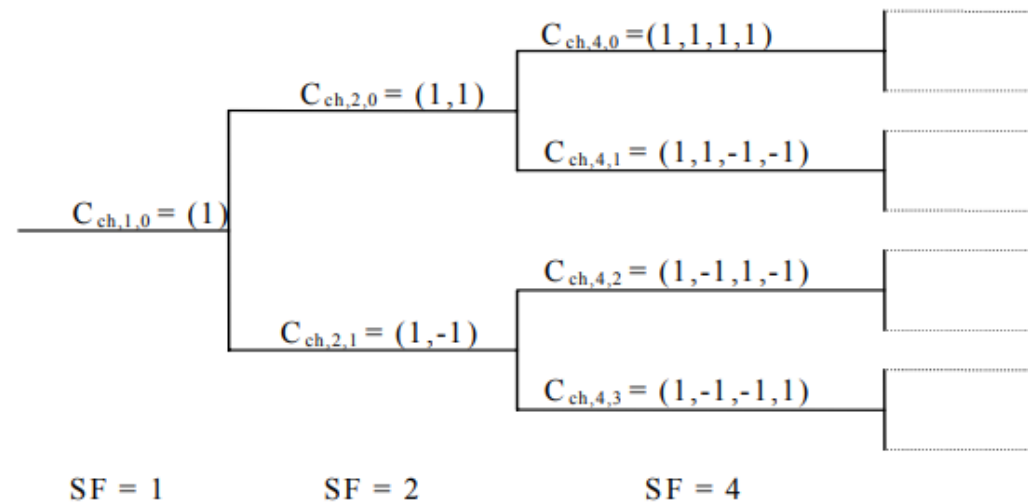 C ch,4,0 =(1,1,1,1)
C ch,2,0 = (1,1)
C ch,4,1 = (1,1,-1,-1)
C ch,1,0 = (1)
C ch,4,2 = (1,-1,1,-1)
C ch,2,1 = (1,-1)
C ch,4,3 = (1,-1,-1,1)
SF = 1 SF = 2 SF = 4